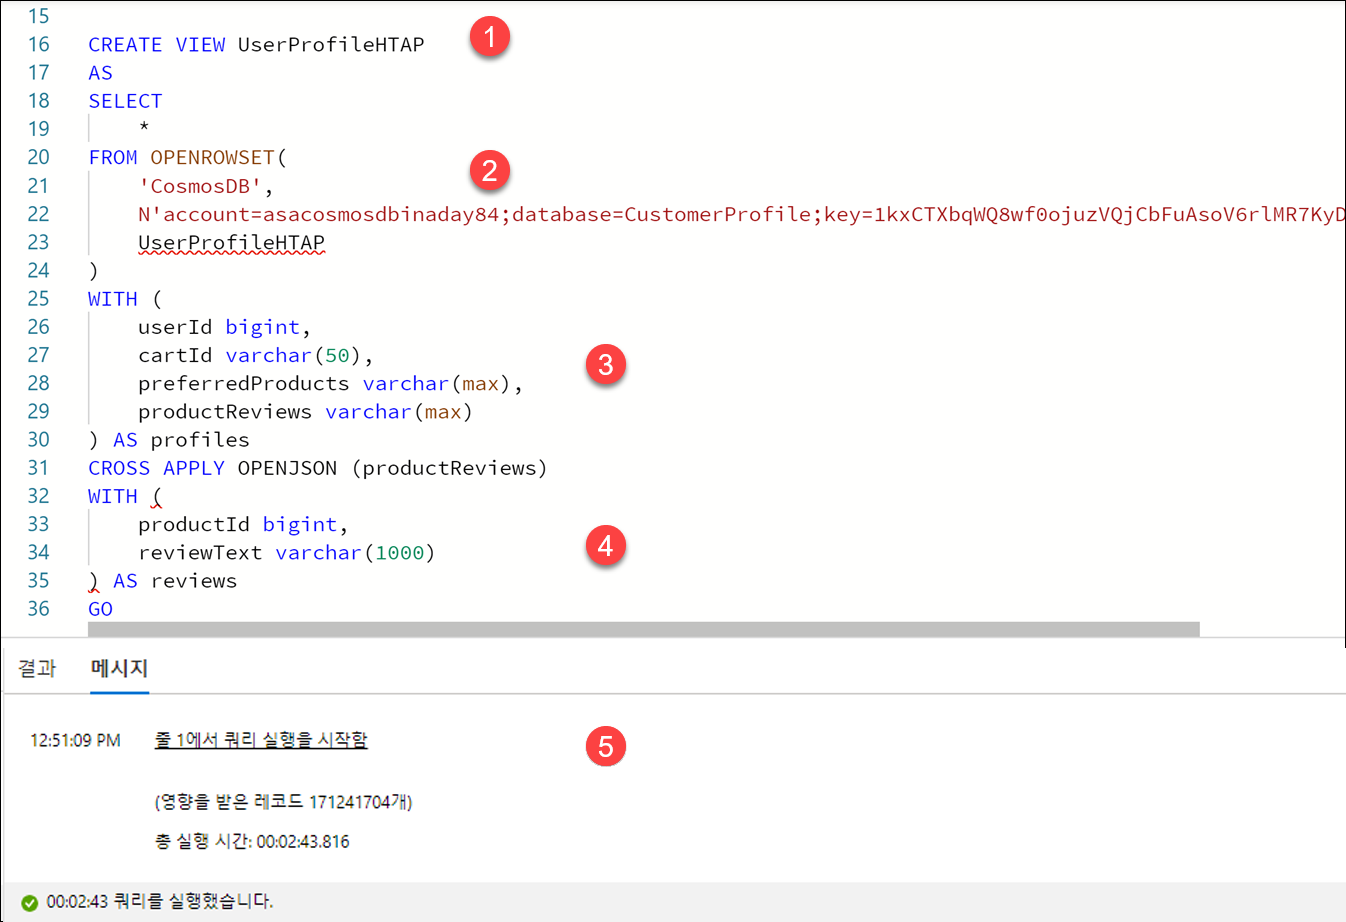 15
16 CREATE VIEW UserProfileHTAP 1
17 AS
18 SELECT
19 *
20 FROM OPENROWSET(
21 'CosmosDB', 2
22 N'account=asacosmosdbinaday84;database=CustomerProfile;key=1kxCTXbqWQ8wf0ojuzVQjCbFuAsoV6rlMR7KyD
23 UserProfileHTAP
24 )
25 WITH (
26 userId bigint,
27 cartId varchar(50), 3
28 preferredProducts varchar(max),
29 productReviews varchar(max)
30 ) AS profiles
31 CROSS APPLY OPENJSON (productReviews)
32 WITH (
33 productId bigint,
34 reviewText varchar(1000) 4
35 ) AS reviews
36 GO
결과 메시지
12:51:09 PM 줄 1에서 쿼리 실행을 시작함 5
(영향을 받은 레코드 171241704개)
총 실행 시간: 00:02:43.816
00:02:43 쿼리를 실행했습니다.